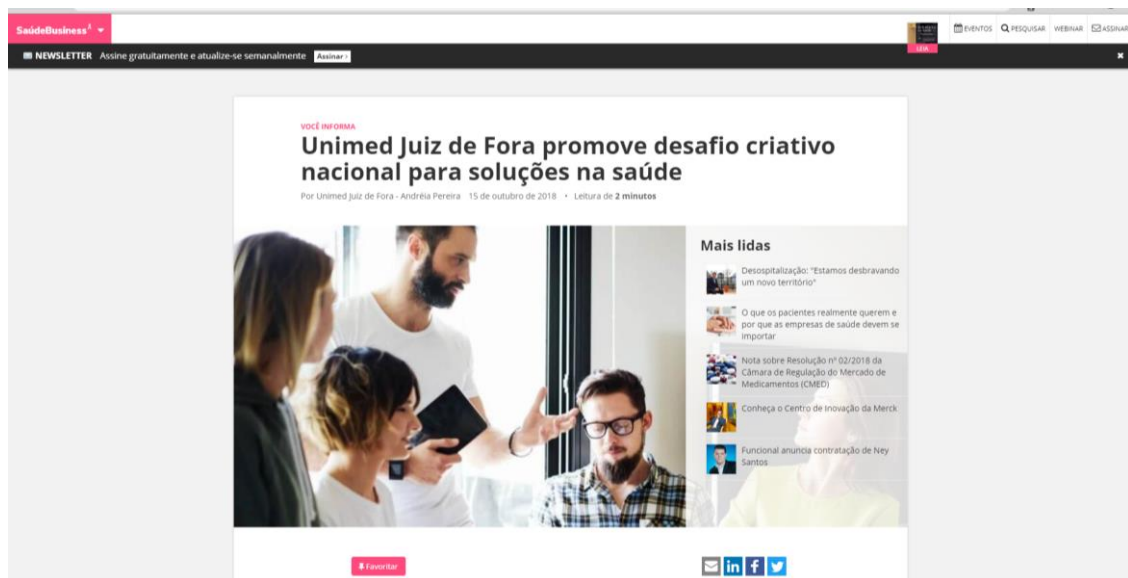 SaúdeBusiness
EVENTOS PESQUISAR WEBINAR ASSINAR
LEIA
NEWSLETTER Assine gratuitamente e atualize-se semanalmente Assinar
VOCÊ INFORMA
Unimed Juiz de Fora promove desafio criativo
nacional para soluções na saúde
Por Unimed Juiz de Fora - Andréia Pereira 15 de outubro de 2018 • Leitura de 2 minutos
Mais lidas
Desospitalização: "Estamos desbravando
um novo território"
O que os pacientes realmente querem e
por que as empresas de saúde devem se
importar
Nota sobre Resolução nº 02/2018 da
Câmara de Regulação do Mercado de
Medicamentos (CMED)
Conheça o Centro de Inovação da Merck
Funcional anuncia contratação de Ney
Santos
Favoritar